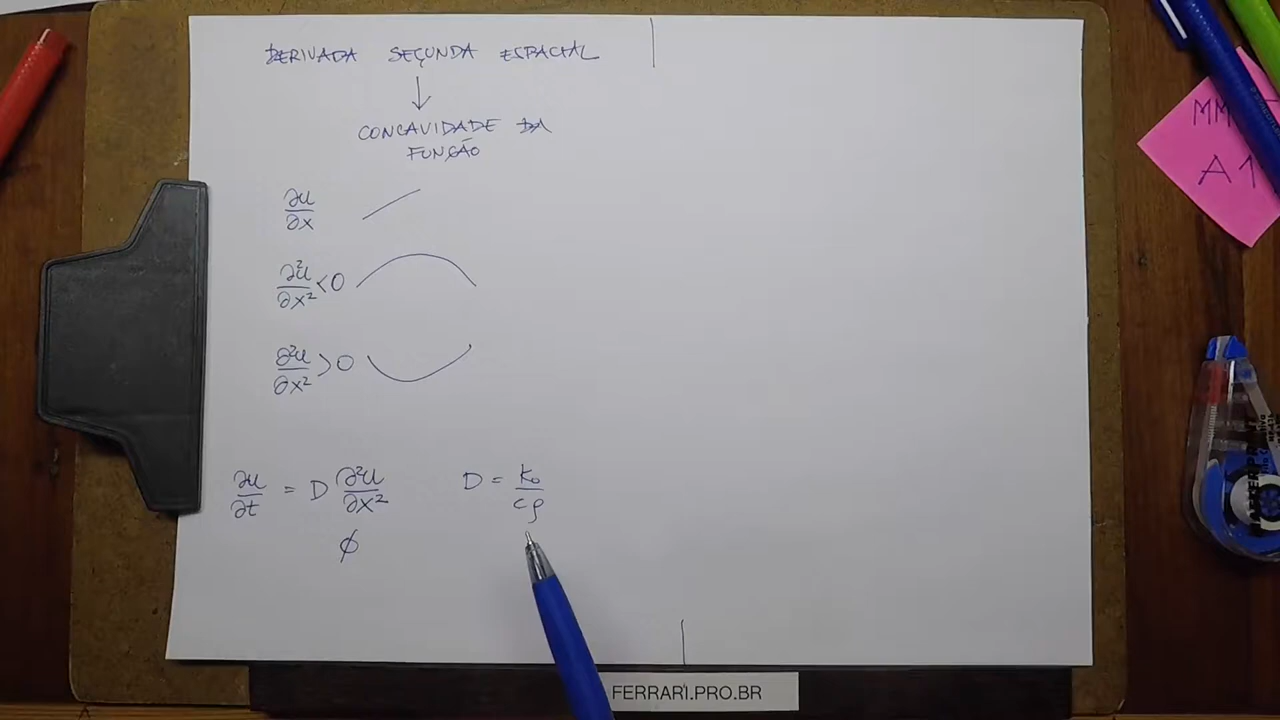 DERIVADA SEGUNDA ESPACIAL
↓
CONCAVIDADE DA
FUNÇÃO
∂u/∂x
∂²u/∂x² < 0
∂²u/∂x² > 0
∂u/∂t = D ∂²u/∂x² D = K₀/cρ
ϕ
A1
FERRARI.PRO.BR